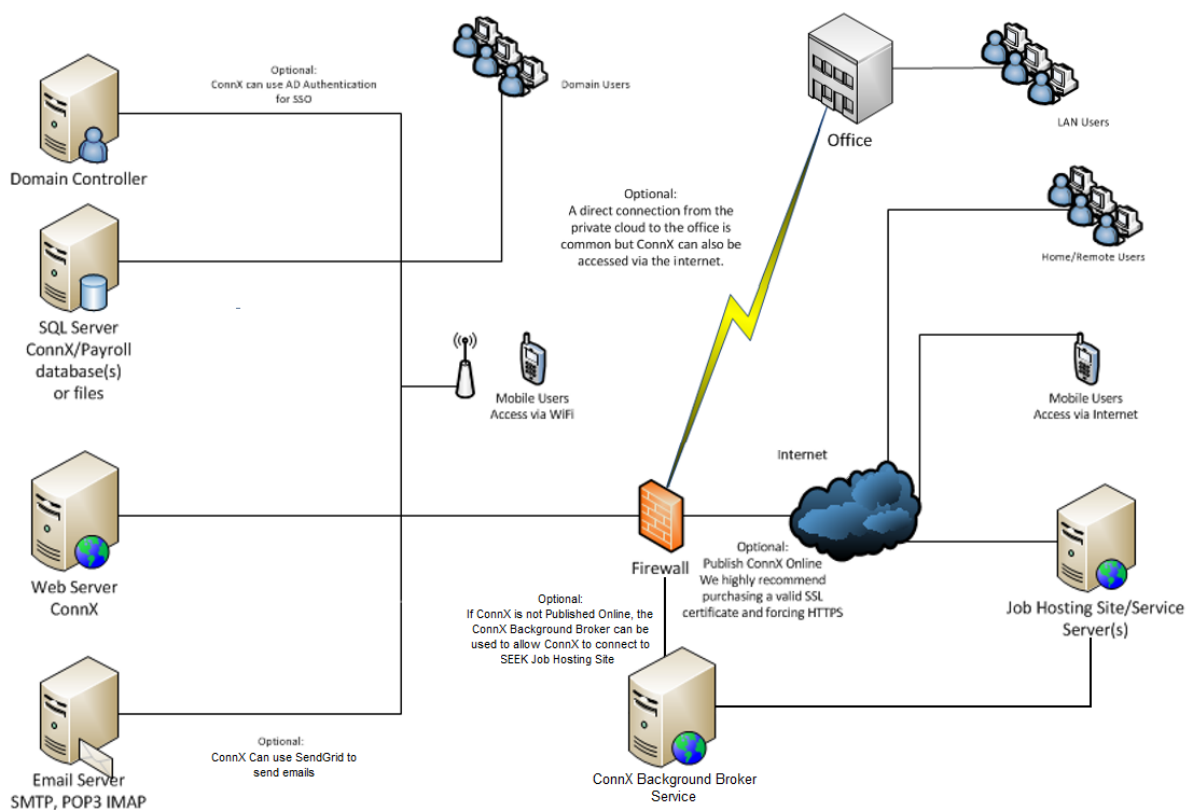 Optional:
ConnX can use AD Authentication
for SSO
Domain Users
Domain Controller
Office
LAN Users
Optional:
A direct connection from the
private cloud to the office is
common but ConnX can also be
accessed via the internet.
Home/Remote Users
SQL Server
ConnX/Payroll
database(s)
or files
Mobile Users
Access via WiFi
Mobile Users
Access via Internet
Internet
Web Server
ConnX
Firewall
Optional:
Publish ConnX Online
We highly recommend
purchasing a valid SSL
certificate and forcing HTTPS
Job Hosting Site/Service
Server(s)
Optional:
If ConnX is not Published Online, the
ConnX Background Broker can be
used to allow ConnX to connect to
SEEK Job Hosting Site
Optional:
ConnX Can use SendGrid to
send emails
Email Server
SMTP, POP3 IMAP
ConnX Background Broker
Service